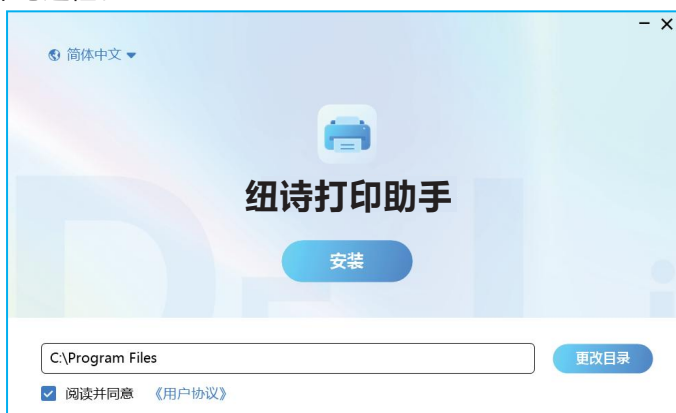 简体中文
纽诗打印助手
安装
C:\Program Files
更改目录
阅读并同意 《用户协议》